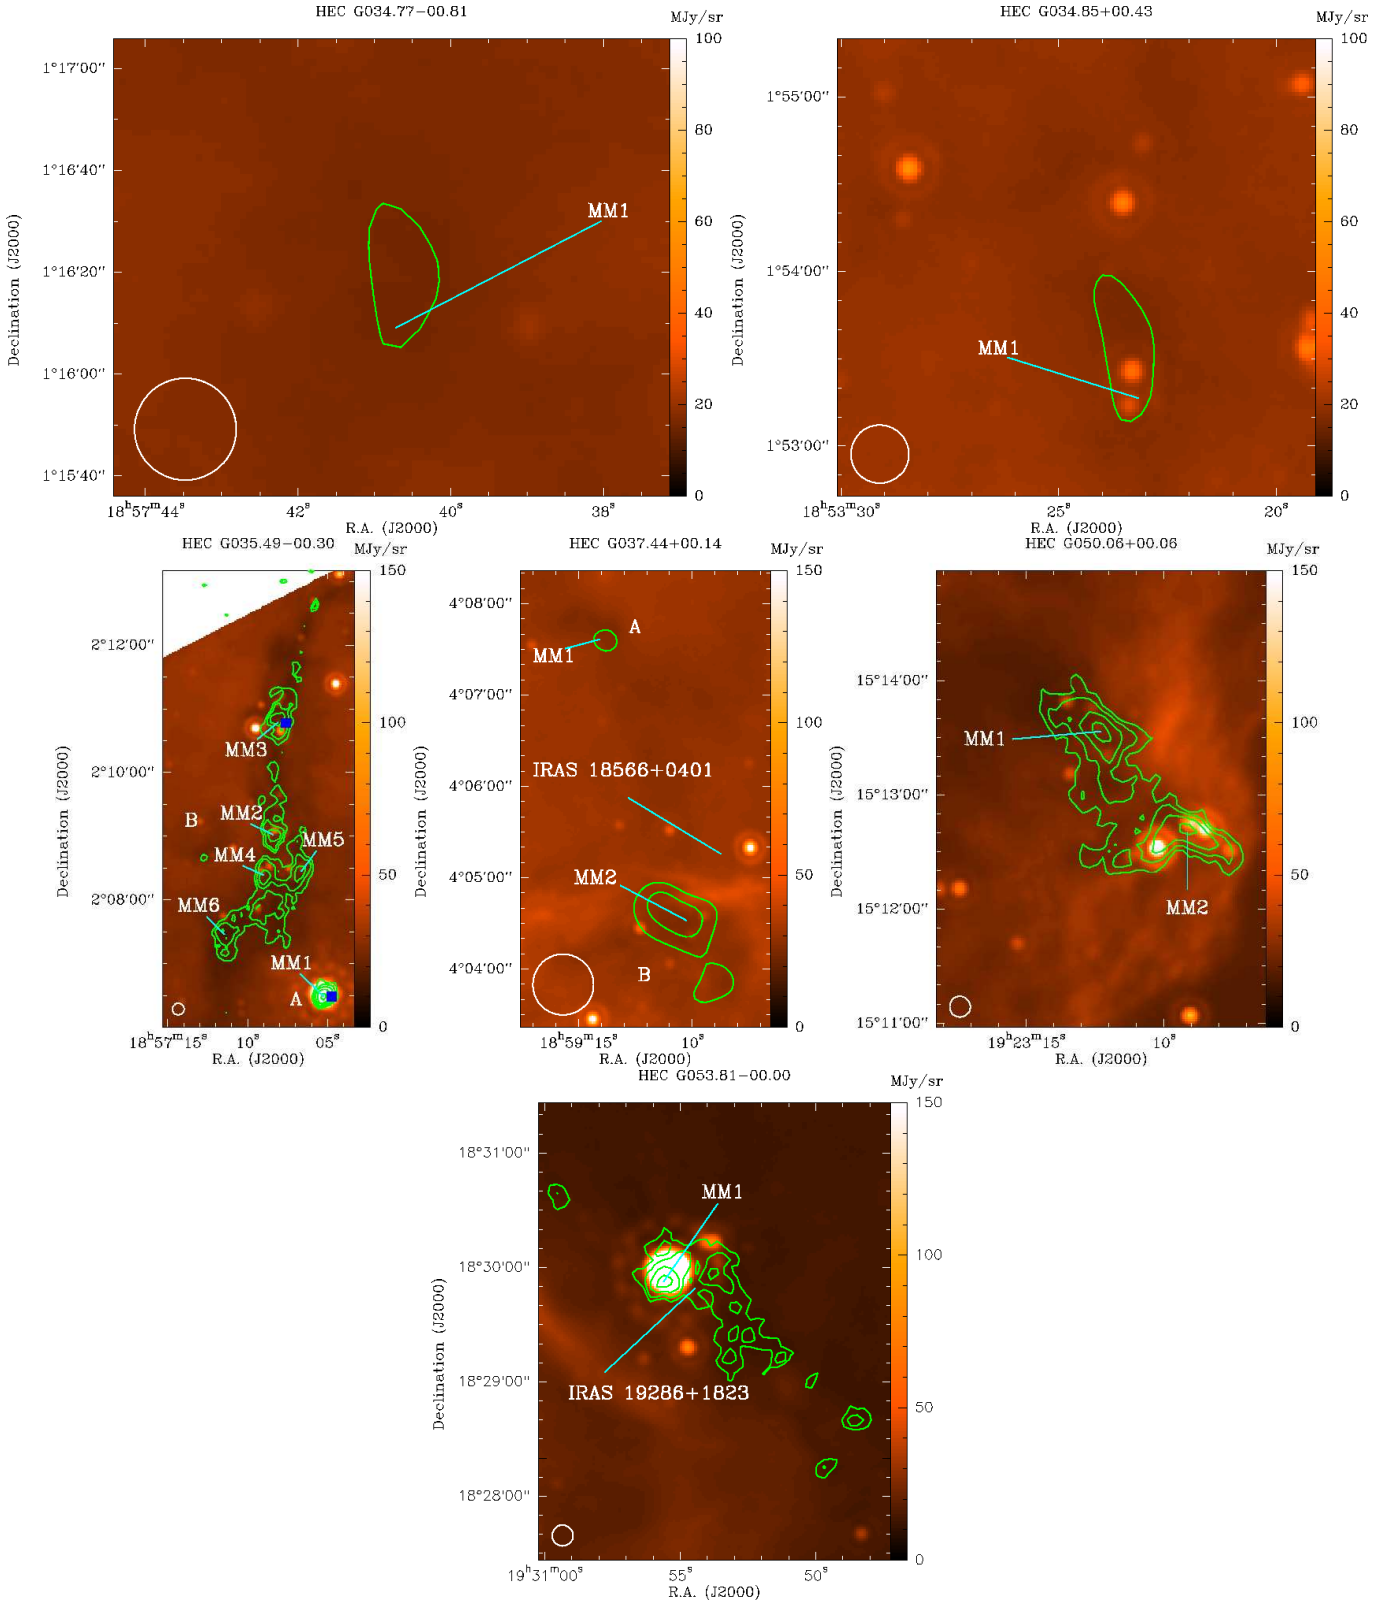 HEC G034.77−00.81
MJy/sr
1°17′00″
1°16′40″
1°16′20″
1°16′00″
1°15′40″
Declination (J2000)
MM1
18ʰ57ᵐ44ˢ
42ˢ
40ˢ
38ˢ
R.A. (J2000)
100
80
60
40
20
0
HEC G034.85+00.43
MJy/sr
1°55′00″
1°54′00″
1°53′00″
Declination (J2000)
MM1
18ʰ53ᵐ30ˢ
25ˢ
20ˢ
R.A. (J2000)
100
80
60
40
20
0
HEC G035.49−00.30
MJy/sr
2°12′00″
2°10′00″
2°08′00″
Declination (J2000)
MM3
MM2
B
MM5
MM4
MM6
MM1
A
18ʰ57ᵐ15ˢ
10ˢ
05ˢ
R.A. (J2000)
150
100
50
0
HEC G037.44+00.14
MJy/sr
4°08′00″
4°07′00″
4°06′00″
4°05′00″
4°04′00″
Declination (J2000)
A
MM1
IRAS 18566+0401
MM2
B
18ʰ59ᵐ15ˢ
10ˢ
R.A. (J2000)
150
100
50
0
HEC G050.06+00.06
MJy/sr
15°14′00″
15°13′00″
15°12′00″
15°11′00″
Declination (J2000)
MM1
MM2
19ʰ23ᵐ15ˢ
10ˢ
R.A. (J2000)
150
100
50
0
HEC G053.81−00.00
MJy/sr
18°31′00″
18°30′00″
18°29′00″
18°28′00″
Declination (J2000)
MM1
IRAS 19286+1823
19ʰ31ᵐ00ˢ
55ˢ
50ˢ
R.A. (J2000)
150
100
50
0